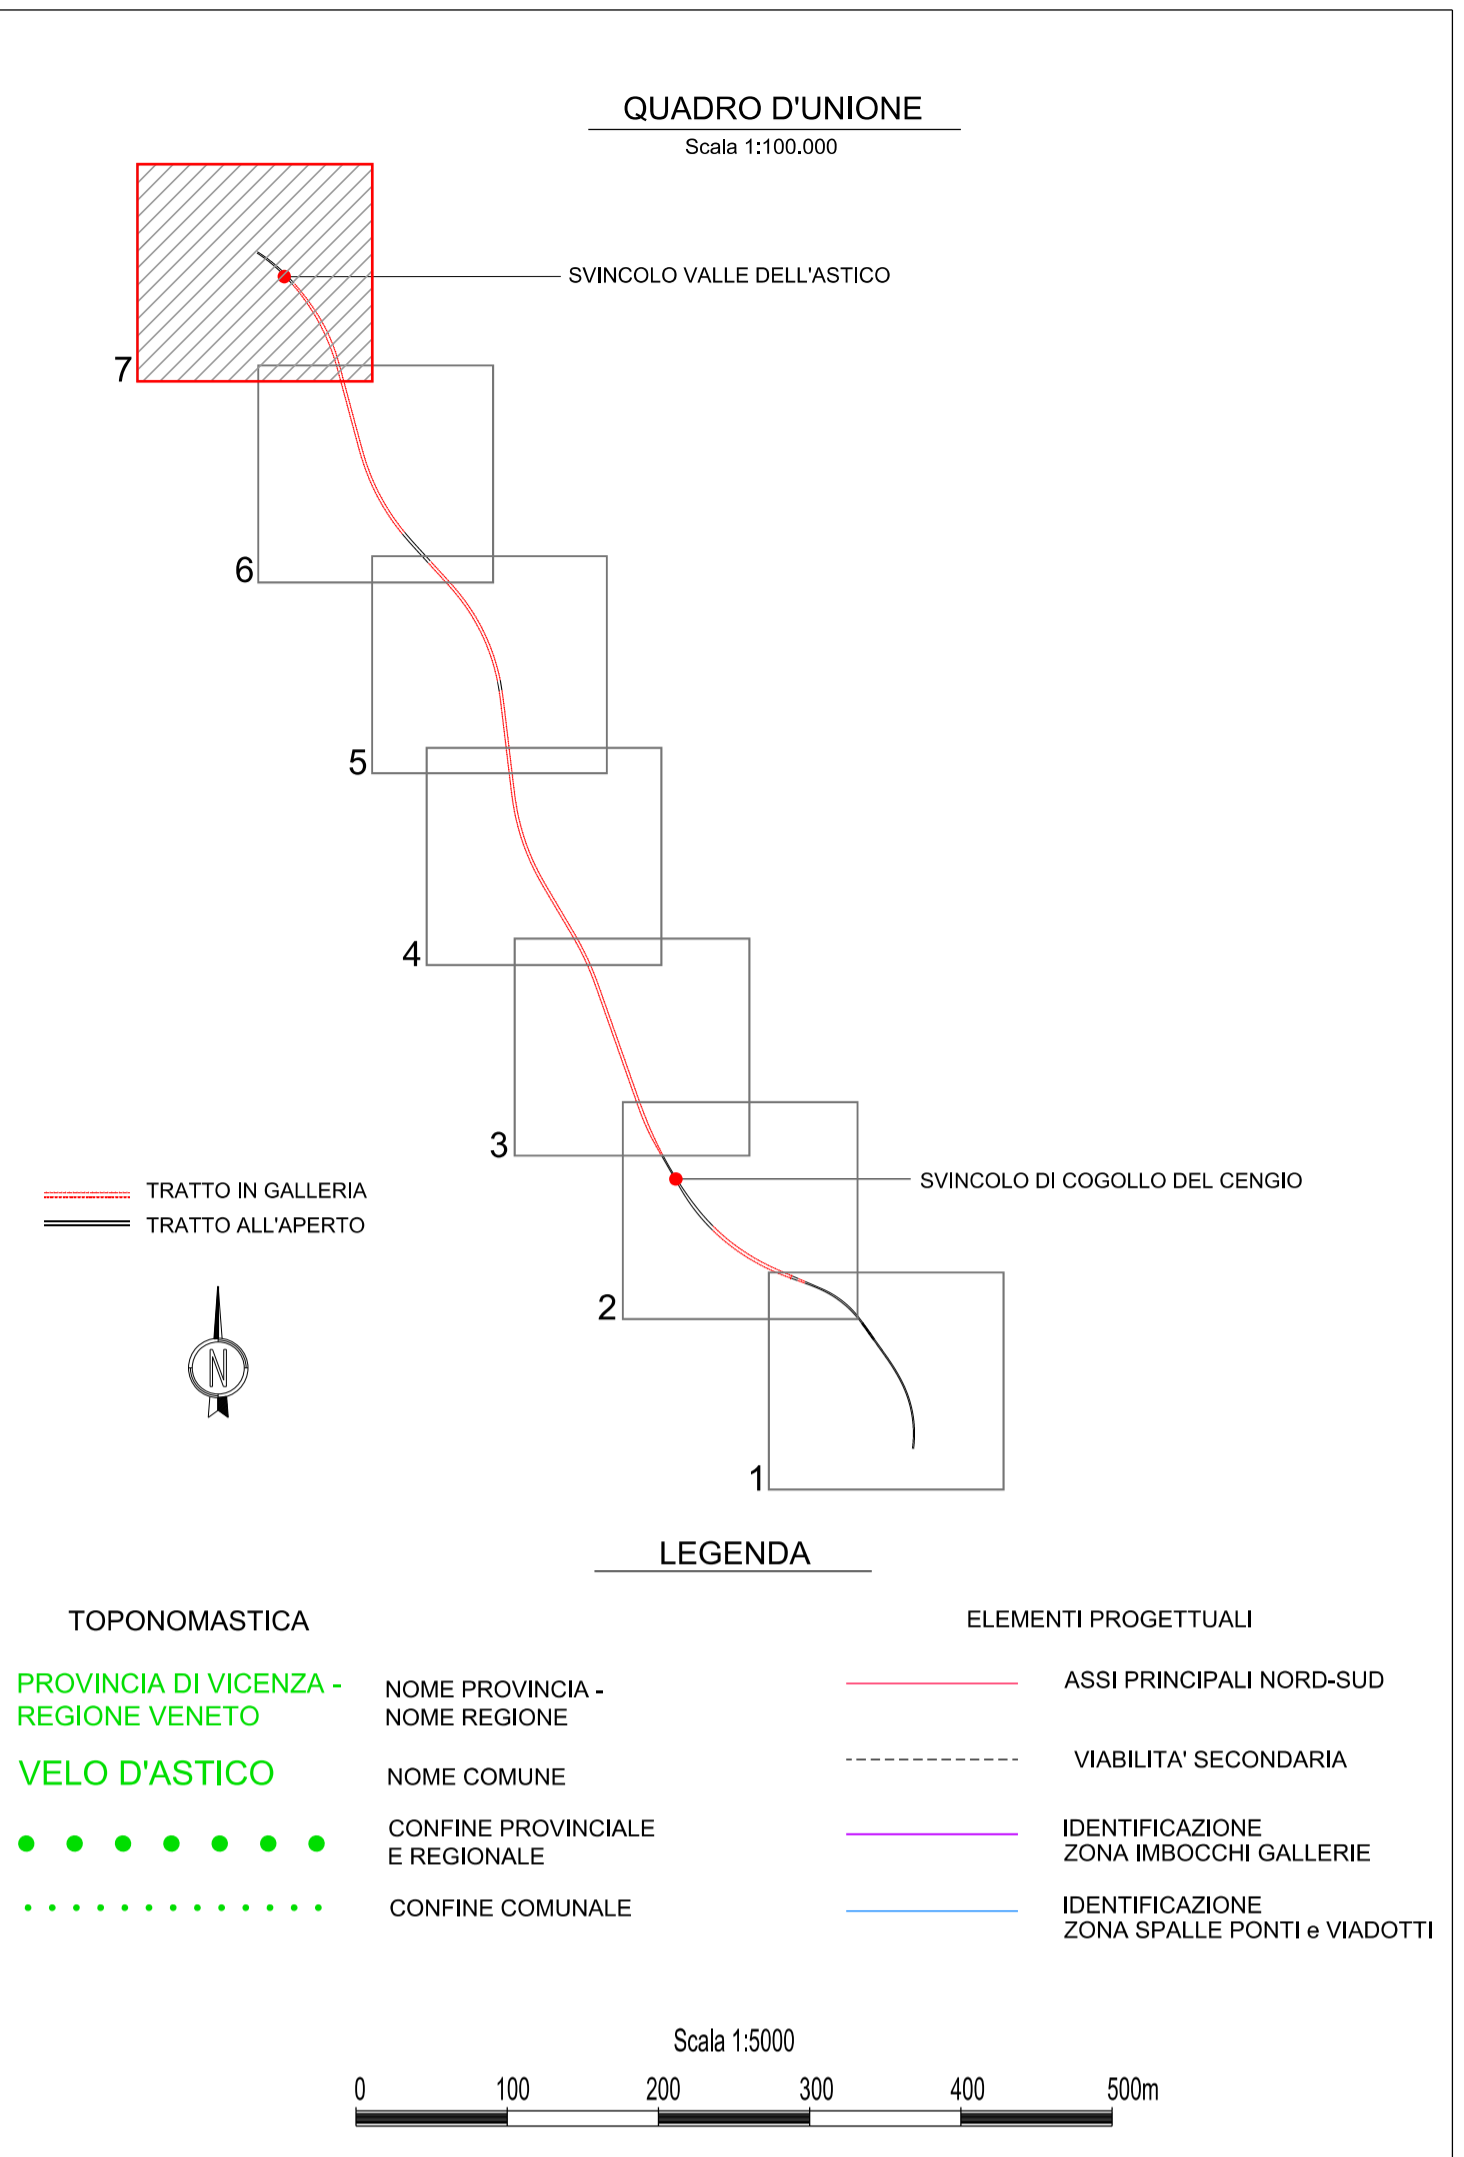 QUADRO D'UNIONE
Scala 1:100.000
SVINCOLO VALLE DELL'ASTICO
7
6
5
4
3
SVINCOLO DI COGOLLO DEL CENGIO
TRATTO IN GALLERIA
TRATTO ALL'APERTO
2
N
1
LEGENDA
TOPONOMASTICA
PROVINCIA DI VICENZA -
REGIONE VENETO
NOME PROVINCIA -
NOME REGIONE
VELO D'ASTICO
NOME COMUNE
CONFINE PROVINCIALE
E REGIONALE
CONFINE COMUNALE
ELEMENTI PROGETTUALI
ASSI PRINCIPALI NORD-SUD
VIABILITA' SECONDARIA
IDENTIFICAZIONE
ZONA IMBOCCHI GALLERIE
IDENTIFICAZIONE
ZONA SPALLE PONTI e VIADOTTI
Scala 1:5000
0 100 200 300 400 500m